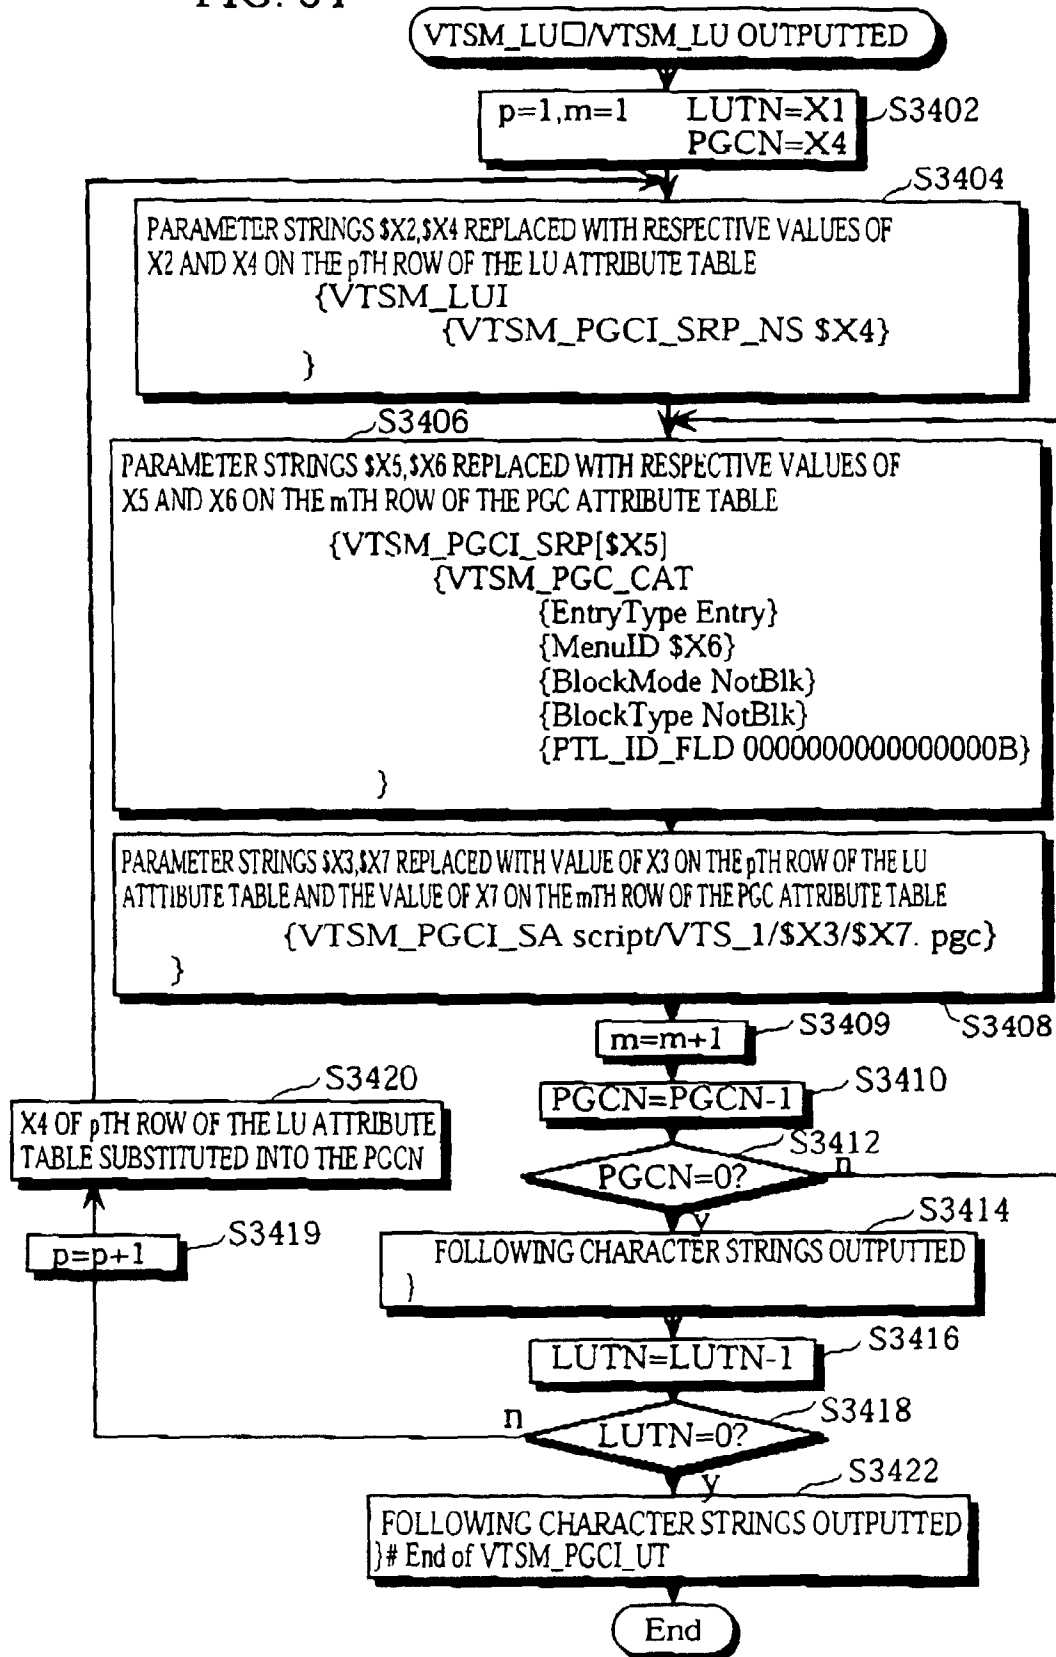 FIG. 34
VTSM_LU□/VTSM_LU OUTPUTTED
p=1,m=1 LUTN=X1
PGCN=X4
S3402
S3404
PARAMETER STRINGS $X2,$X4 REPLACED WITH RESPECTIVE VALUES OF
X2 AND X4 ON THE pTH ROW OF THE LU ATTRIBUTE TABLE
{VTSM_LUI
{VTSM_PGCI_SRP_NS $X4}
}
S3406
PARAMETER STRINGS $X5,$X6 REPLACED WITH RESPECTIVE VALUES OF
X5 AND X6 ON THE mTH ROW OF THE PGC ATTRIBUTE TABLE
{VTSM_PGCI_SRP[$X5]
{VTSM_PGC_CAT
{EntryType Entry}
{MenuID $X6}
{BlockMode NotBlk}
{BlockType NotBlk}
{PTL_ID_FLD 0000000000000000B}
}
PARAMETER STRINGS $X3,$X7 REPLACED WITH VALUE OF X3 ON THE pTH ROW OF THE LU
ATTTIBUTE TABLE AND THE VALUE OF X7 ON THE mTH ROW OF THE PGC ATTRIBUTE TABLE
{VTSM_PGCI_SA script/VTS_1/$X3/$X7. pgc}
}
S3408
m=m+1
S3409
PGCN=PGCN-1
S3410
S3412
PGCN=0?
n
y
S3420
X4 OF pTH ROW OF THE LU ATTRIBUTE
TABLE SUBSTITUTED INTO THE PGCN
S3419
p=p+1
S3414
FOLLOWING CHARACTER STRINGS OUTPUTTED
}
LUTN=LUTN-1
S3416
S3418
n
LUTN=0?
y
S3422
FOLLOWING CHARACTER STRINGS OUTPUTTED
}# End of VTSM_PGCI_UT
End